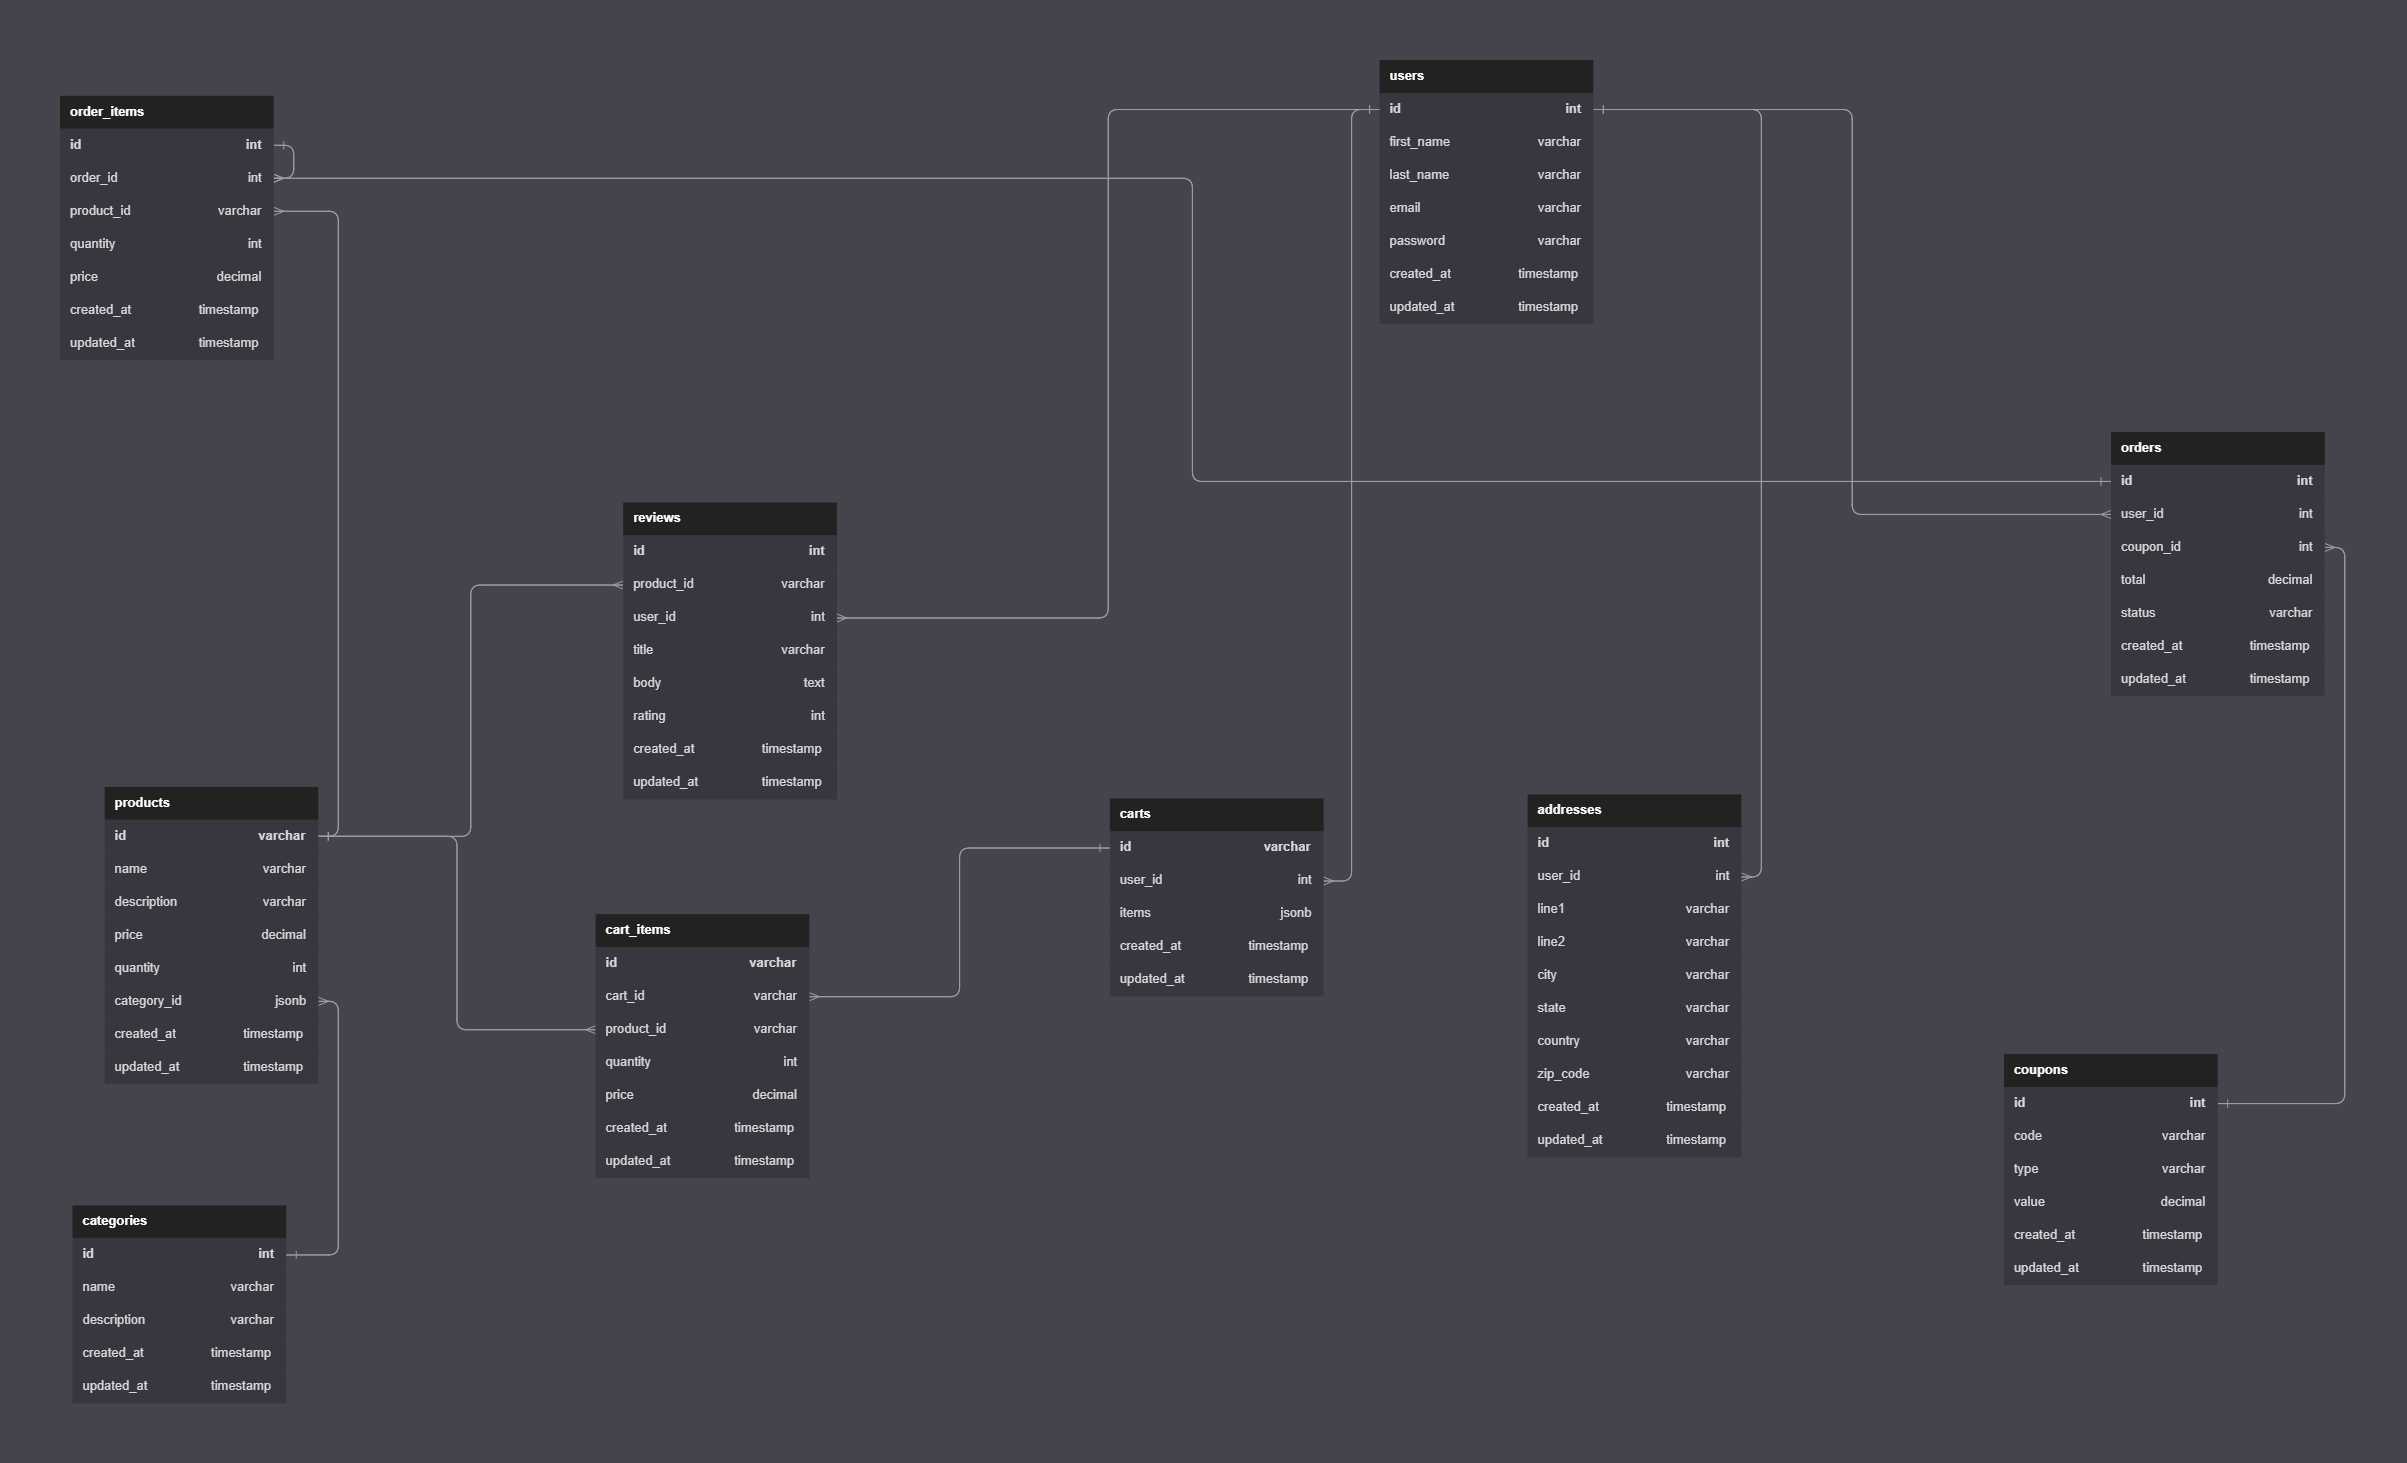 users
id int
first_name varchar
last_name varchar
email varchar
password varchar
created_at timestamp
updated_at timestamp
order_items
id int
order_id int
product_id varchar
quantity int
price decimal
created_at timestamp
updated_at timestamp
orders
id int
user_id int
coupon_id int
total decimal
status varchar
created_at timestamp
updated_at timestamp
reviews
id int
product_id varchar
user_id int
title varchar
body text
rating int
created_at timestamp
updated_at timestamp
products
id varchar
name varchar
description varchar
price decimal
quantity int
category_id jsonb
created_at timestamp
updated_at timestamp
carts
id varchar
user_id int
items jsonb
created_at timestamp
updated_at timestamp
addresses
id int
user_id int
line1 varchar
line2 varchar
city varchar
state varchar
country varchar
zip_code varchar
created_at timestamp
updated_at timestamp
cart_items
id varchar
cart_id varchar
product_id varchar
quantity int
price decimal
created_at timestamp
updated_at timestamp
coupons
id int
code varchar
type varchar
value decimal
created_at timestamp
updated_at timestamp
categories
id int
name varchar
description varchar
created_at timestamp
updated_at timestamp